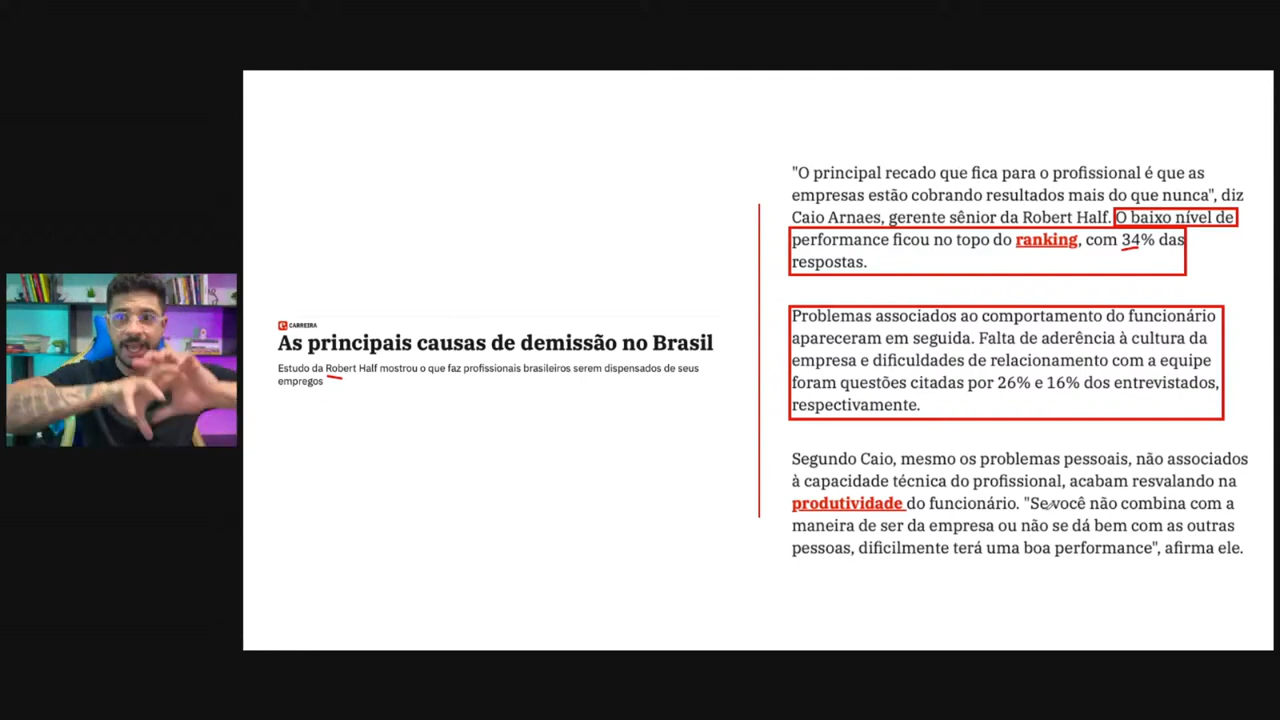 CARREIRA
As principais causas de demissão no Brasil
Estudo da Robert Half mostrou o que faz profissionais brasileiros serem dispensados de seus
empregos
"O principal recado que fica para o profissional é que as
empresas estão cobrando resultados mais do que nunca", diz
Caio Arnaes, gerente sênior da Robert Half. O baixo nível de
performance ficou no topo do ranking, com 34% das
respostas.
Problemas associados ao comportamento do funcionário
apareceram em seguida. Falta de aderência à cultura da
empresa e dificuldades de relacionamento com a equipe
foram questões citadas por 26% e 16% dos entrevistados,
respectivamente.
Segundo Caio, mesmo os problemas pessoais, não associados
à capacidade técnica do profissional, acabam resvalando na
produtividade do funcionário. "Se você não combina com a
maneira de ser da empresa ou não se dá bem com as outras
pessoas, dificilmente terá uma boa performance", afirma ele.